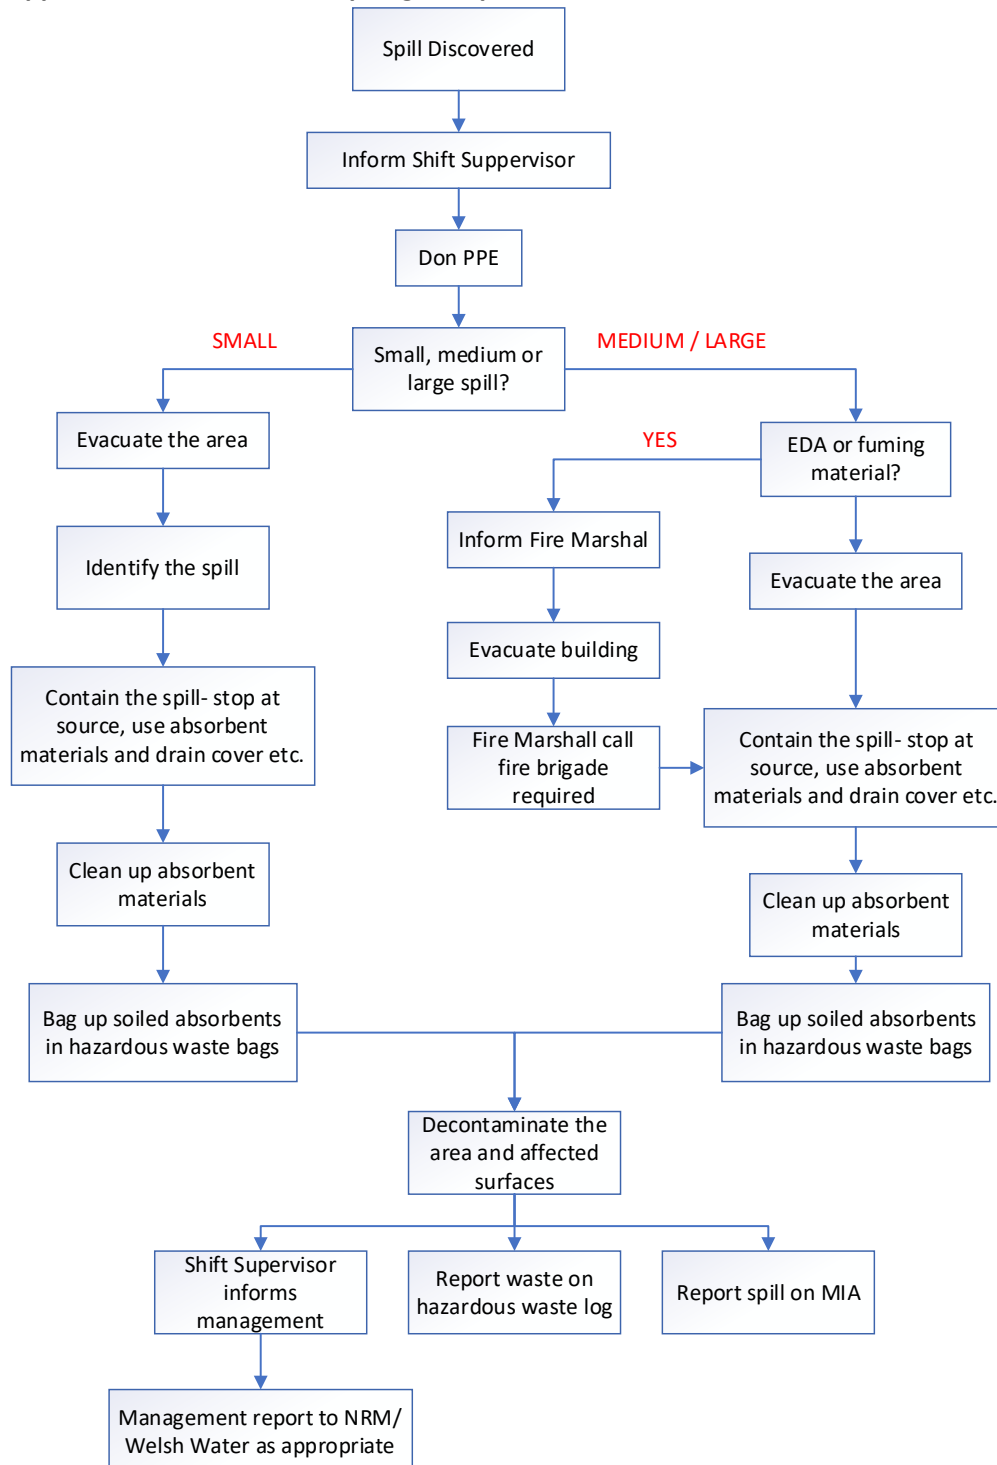 Spill Discovered
Inform Shift Suppervisor
Don PPE
SMALL
MEDIUM / LARGE
Small, medium or
large spill?
Evacuate the area
YES
EDA or fuming
material?
Inform Fire Marshal
Identify the spill
Evacuate the area
Evacuate building
Contain the spill- stop at
source, use absorbent
materials and drain cover etc.
Fire Marshall call
fire brigade
required
Contain the spill- stop at
source, use absorbent
materials and drain cover etc.
Clean up absorbent
materials
Clean up absorbent
materials
Bag up soiled absorbents
in hazardous waste bags
Bag up soiled absorbents
in hazardous waste bags
Decontaminate the
area and affected
surfaces
Shift Supervisor
informs
management
Report waste on
hazardous waste log
Report spill on MIA
Management report to NRM/
Welsh Water as appropriate